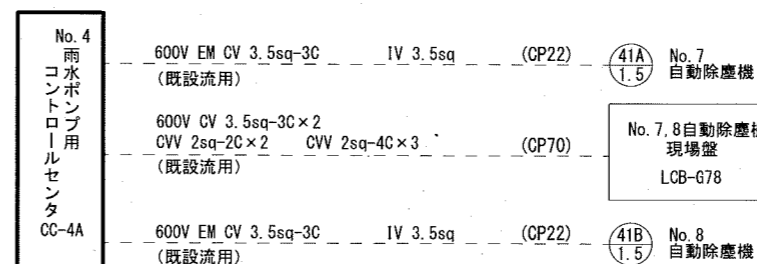 No.4
雨水ポンプ用
コントロールセンタ
CC-4A
600V EM CV 3.5sq-3C IV 3.5sq (CP22)
(既設流用)
41A
1.5
No.7
自動除塵機
600V CV 3.5sq-3C×2
CVV 2sq-2C×2 CVV 2sq-4C×3 (CP70)
(既設流用)
No.7,8自動除塵機
現場盤
LCB-G78
600V EM CV 3.5sq-3C IV 3.5sq (CP22)
(既設流用)
41B
1.5
No.8
自動除塵機